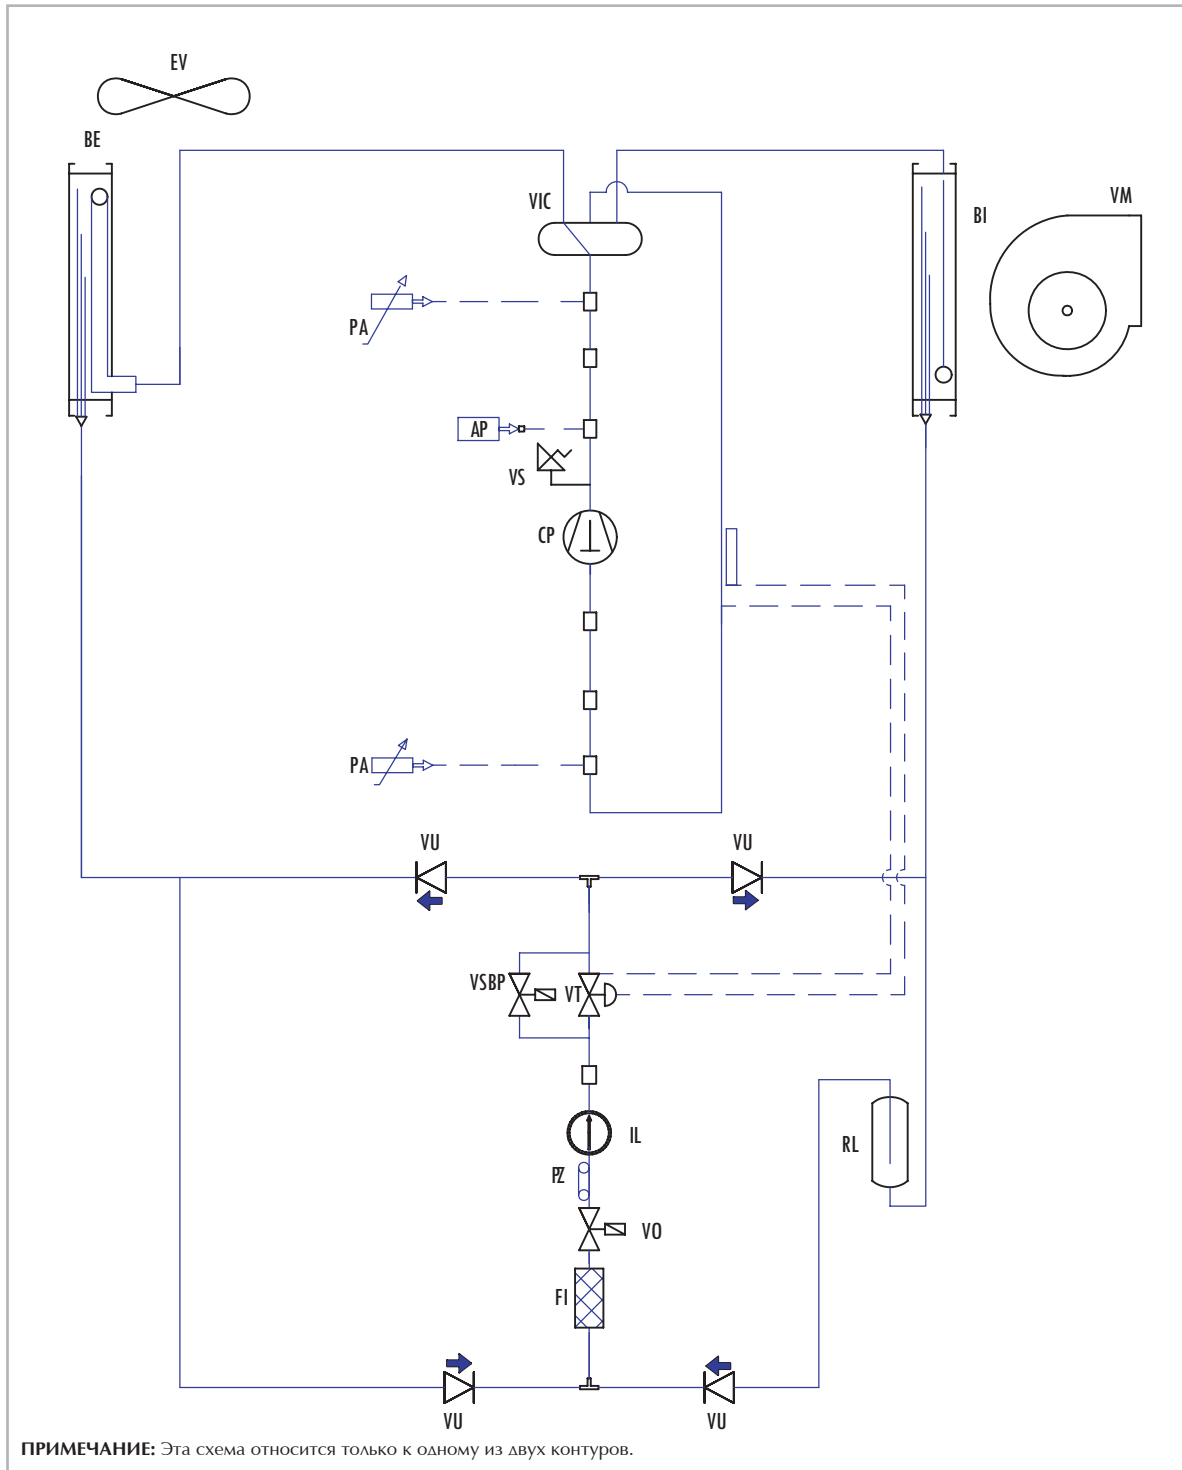 EV
BE
VIC
BI
VM
PA
AP
VS
CP
PA
VU
VU
VSBP
VT
IL
RL
PZ
VO
FI
VU
VU
ПРИМЕЧАНИЕ: Эта схема относится только к одному из двух контуров.